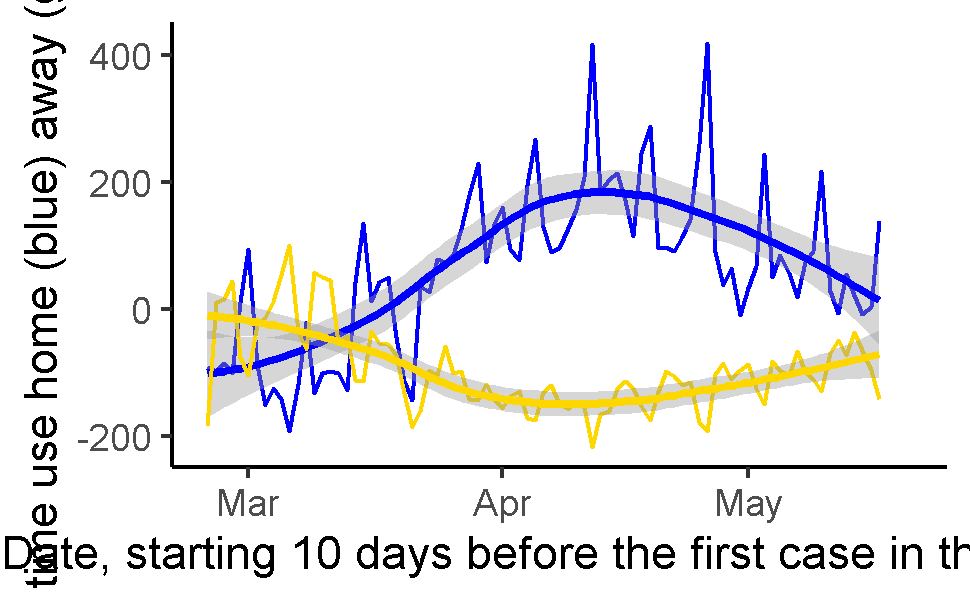 time use home (blue) away (
400
200
0
-200
Mar Apr May
Date, starting 10 days before the first case in th